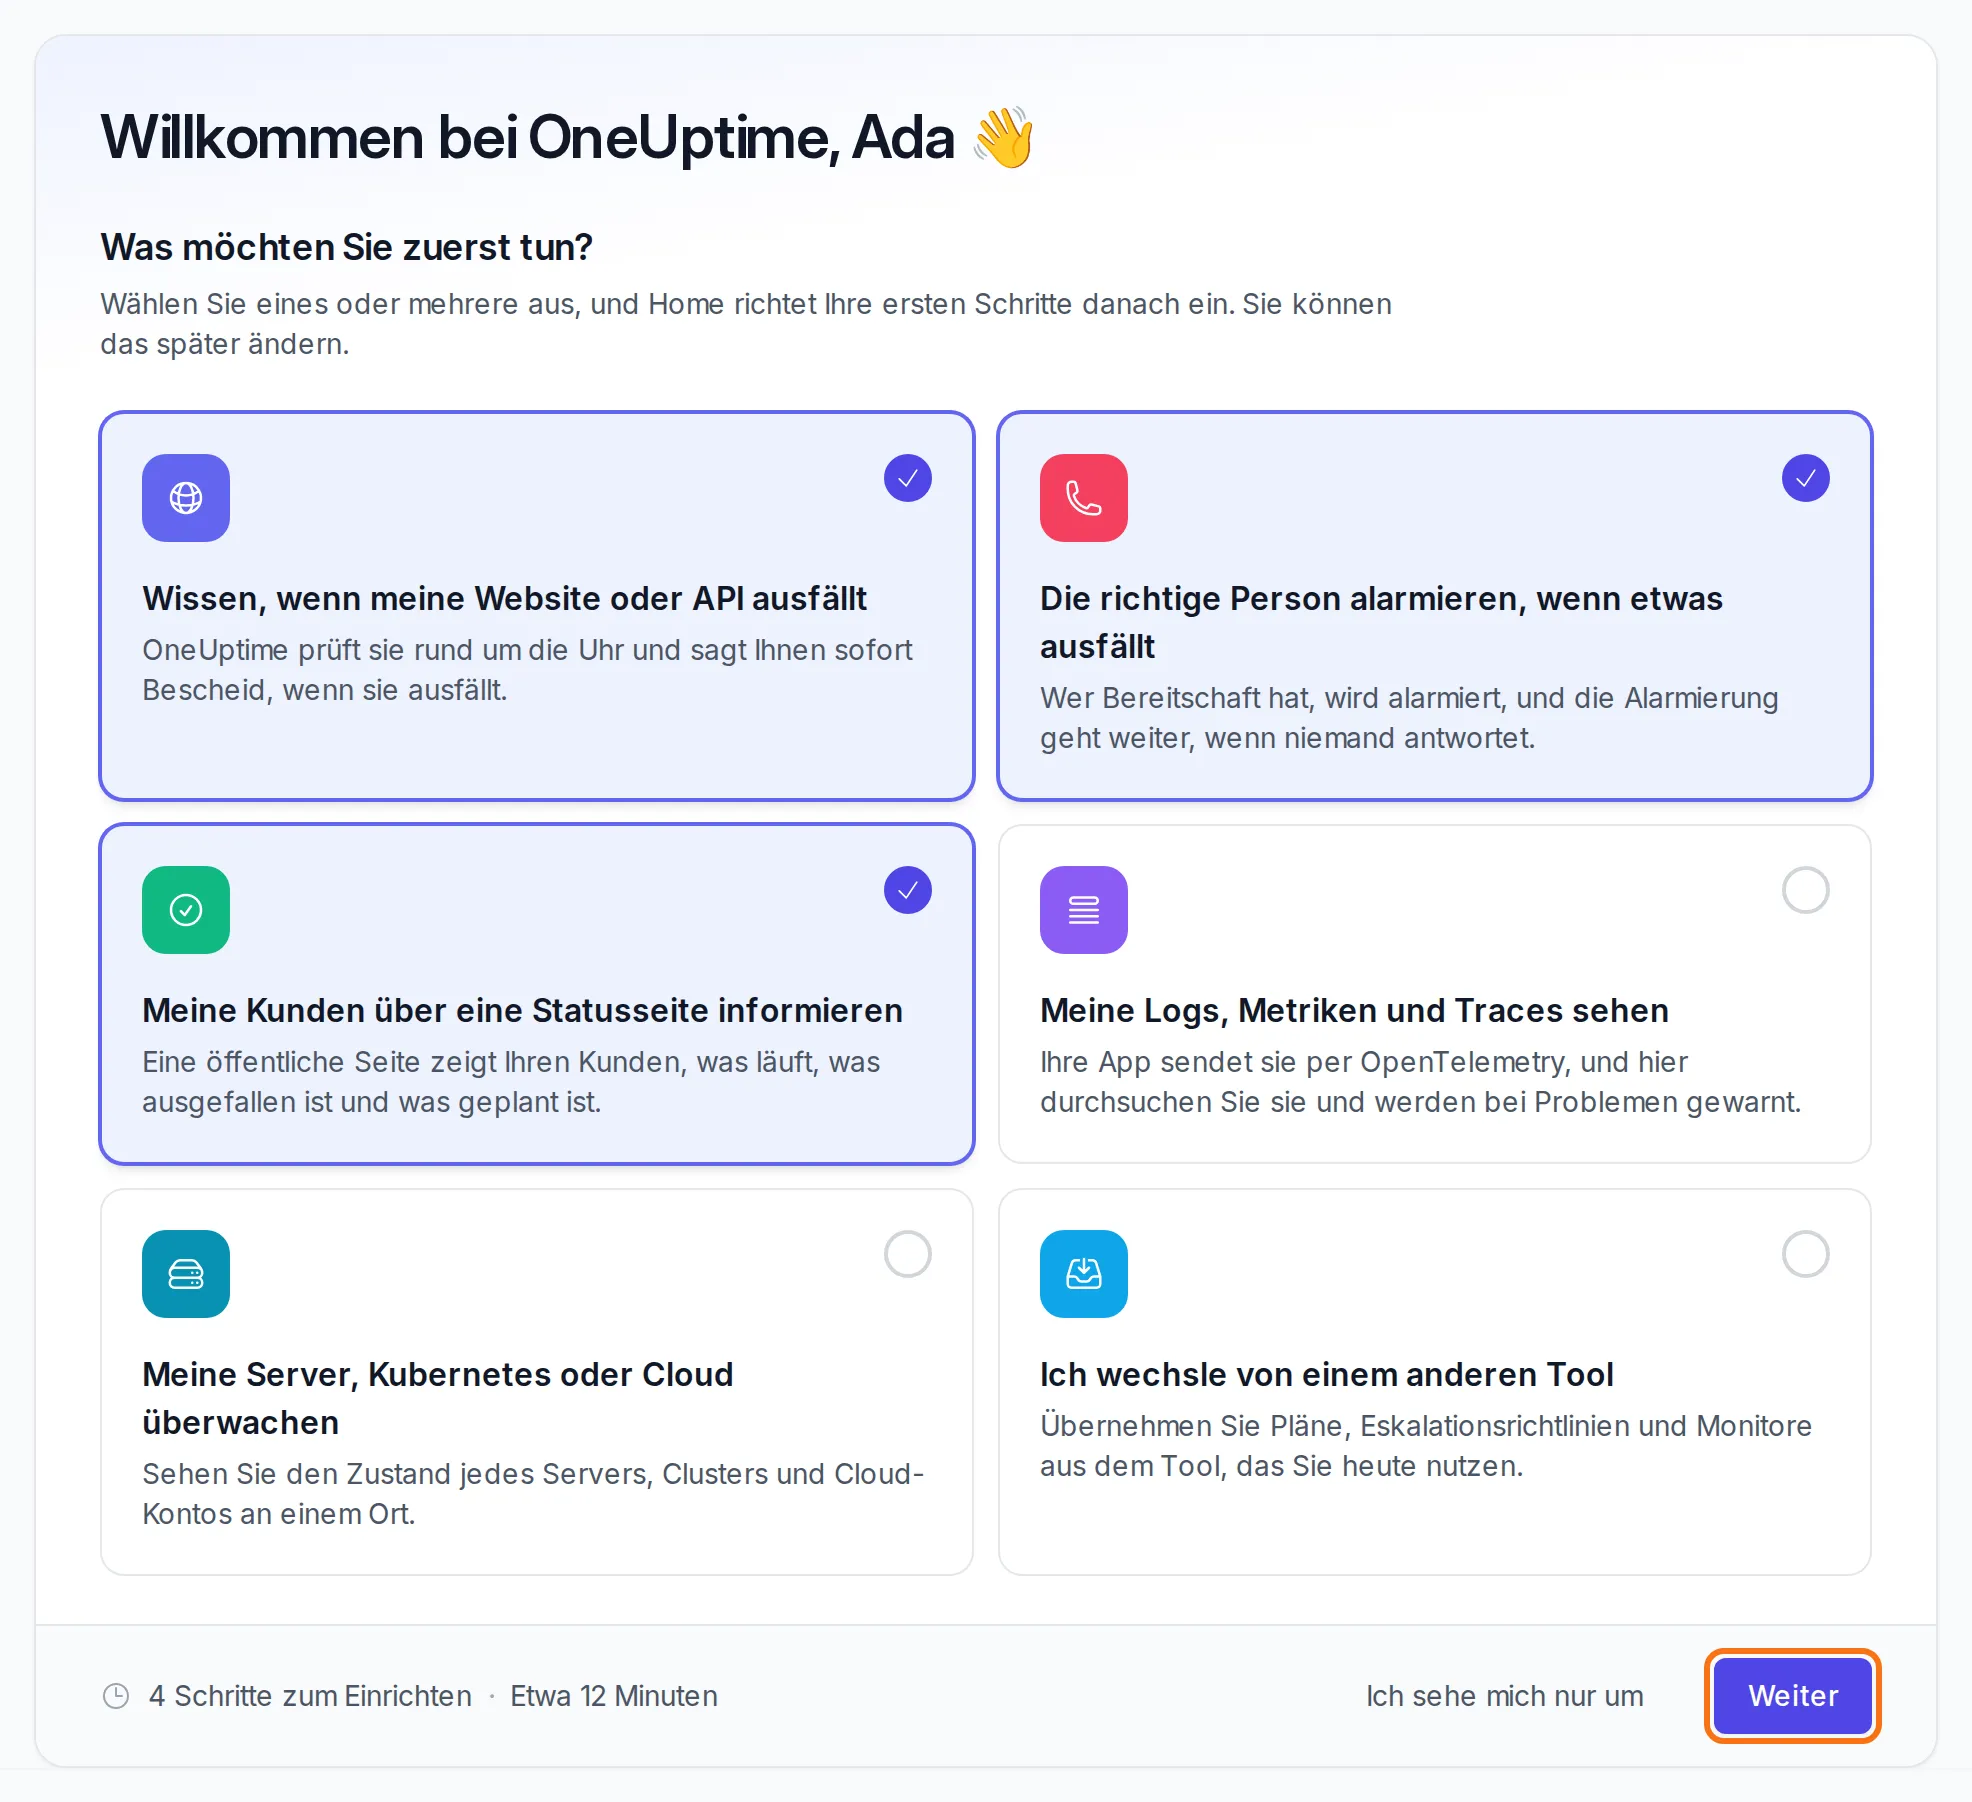 Willkommen bei OneUptime, Ada 👋
Was möchten Sie zuerst tun?
Wählen Sie eines oder mehrere aus, und Home richtet Ihre ersten Schritte danach ein. Sie können
das später ändern.
Wissen, wenn meine Website oder API ausfällt
OneUptime prüft sie rund um die Uhr und sagt Ihnen sofort
Bescheid, wenn sie ausfällt.
Die richtige Person alarmieren, wenn etwas
ausfällt
Wer Bereitschaft hat, wird alarmiert, und die Alarmierung
geht weiter, wenn niemand antwortet.
Meine Kunden über eine Statusseite informieren
Eine öffentliche Seite zeigt Ihren Kunden, was läuft, was
ausgefallen ist und was geplant ist.
Meine Logs, Metriken und Traces sehen
Ihre App sendet sie per OpenTelemetry, und hier
durchsuchen Sie sie und werden bei Problemen gewarnt.
Meine Server, Kubernetes oder Cloud
überwachen
Sehen Sie den Zustand jedes Servers, Clusters und Cloud-
Kontos an einem Ort.
Ich wechsle von einem anderen Tool
Übernehmen Sie Pläne, Eskalationsrichtlinien und Monitore
aus dem Tool, das Sie heute nutzen.
4 Schritte zum Einrichten · Etwa 12 Minuten
Ich sehe mich nur um
Weiter